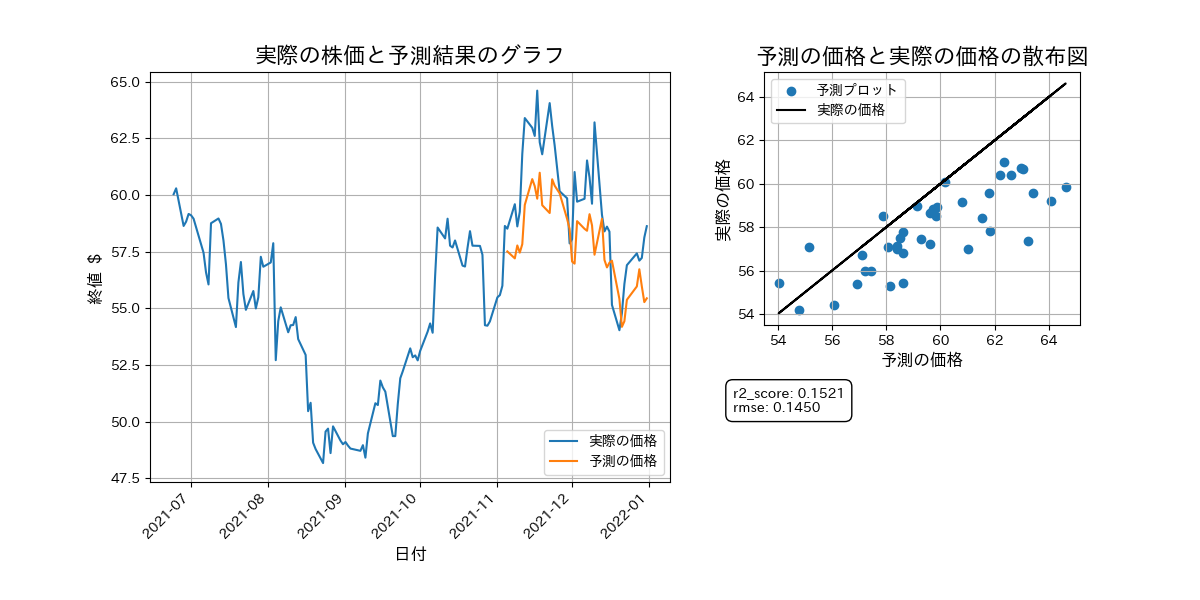 実際の株価と予測結果のグラフ
65.0
62.5
60.0
57.5
55.0
52.5
50.0
47.5
終値 $
2021-07
2021-08
2021-09
2021-10
2021-11
2021-12
2022-01
日付
実際の価格
予測の価格
予測の価格と実際の価格の散布図
予測プロット
実際の価格
64
62
60
58
56
54
実際の価格
54
56
58
60
62
64
予測の価格
r2_score: 0.1521
rmse: 0.1450